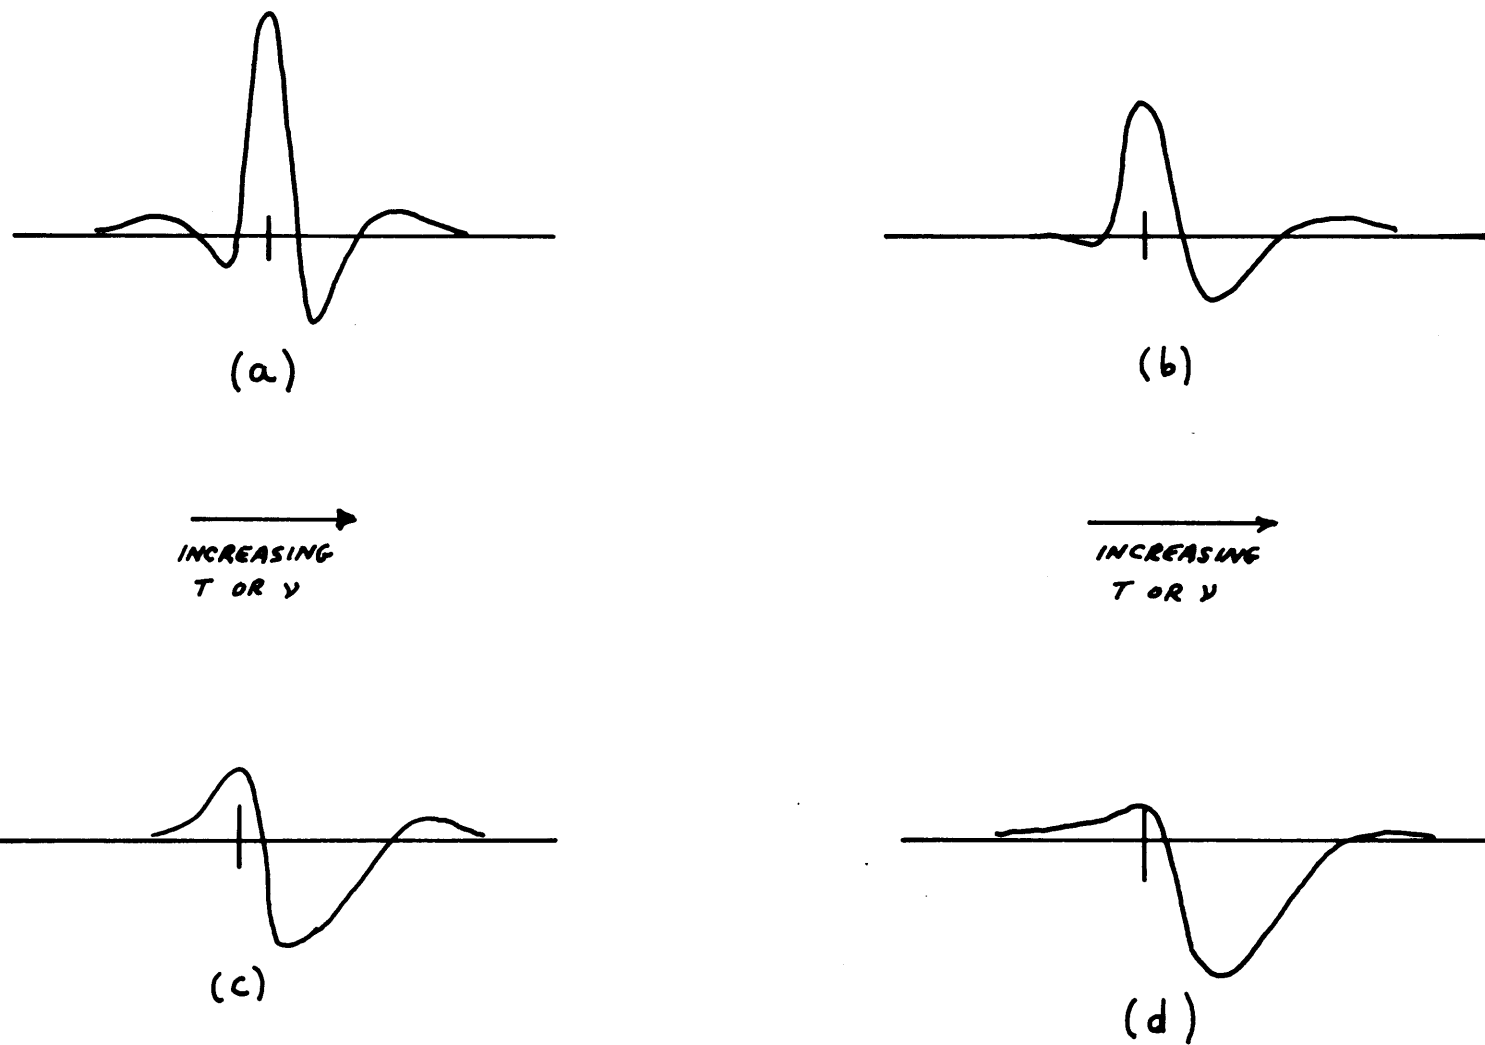 (a)
(b)
INCREASING
T OR ν
INCREASING
T OR ν
(c)
(d)